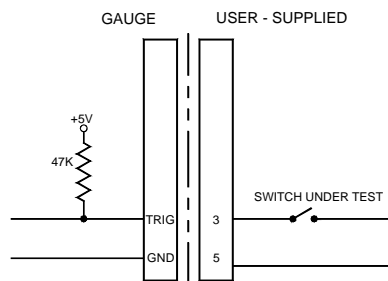 GAUGE
USER - SUPPLIED
+5V
47K
SWITCH UNDER TEST
TRIG
3
GND
5